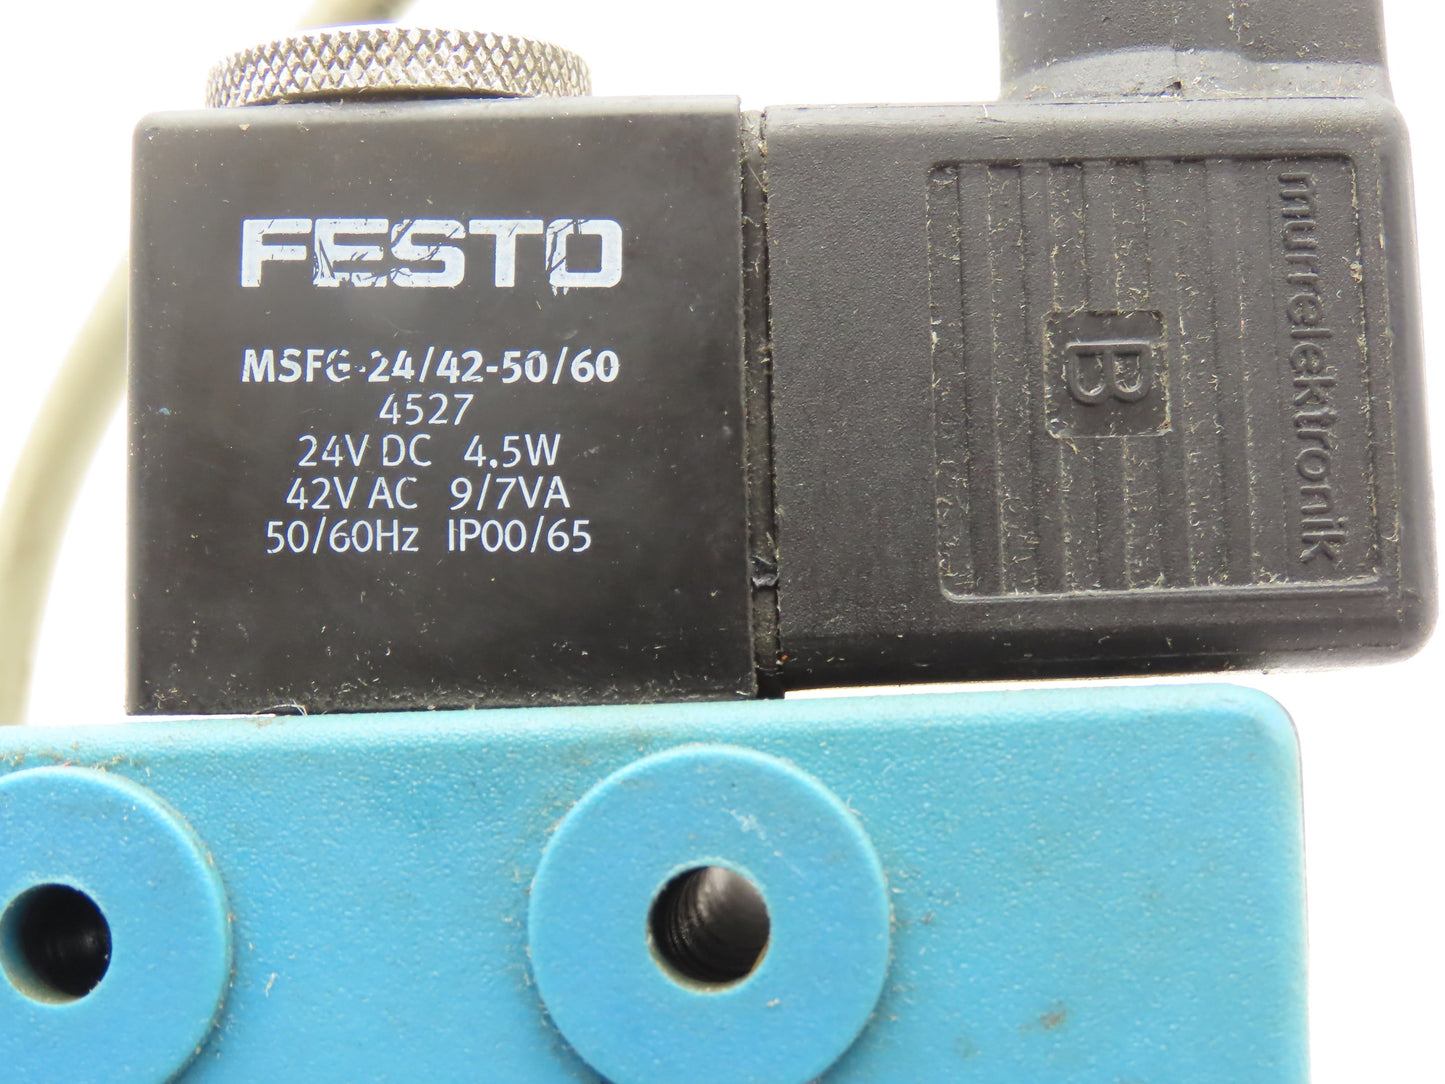 FESTO
MSFG-24/42-50/60
4527
24V DC 4,5W
42V AC 9/7VA
50/60Hz IP00/65
murrelektronik
B